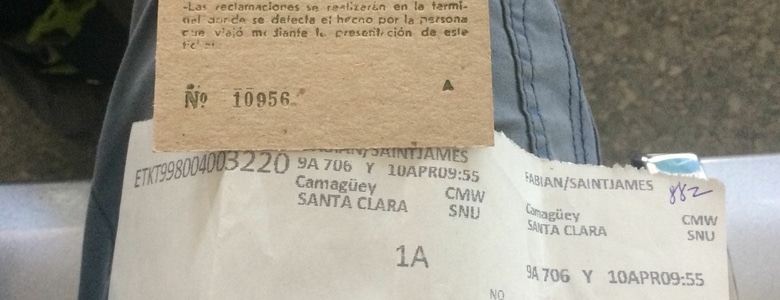 -Las reclamaciones se realizarán en la termi-
nal donde se detecta el hecho por la persona
que viajó mediante la presentación de este
ticket.
Nº 10956
A
ETKT998004003220
FABIAN/SAINTJAMES
9A 706 Y 10APR09:55
Camagüey CMW
SANTA CLARA SNU
1A
NO
FABIAN/SAINTJAMES
882
Camagüey CMW
SANTA CLARA SNU
9A 706 Y 10APR09:55